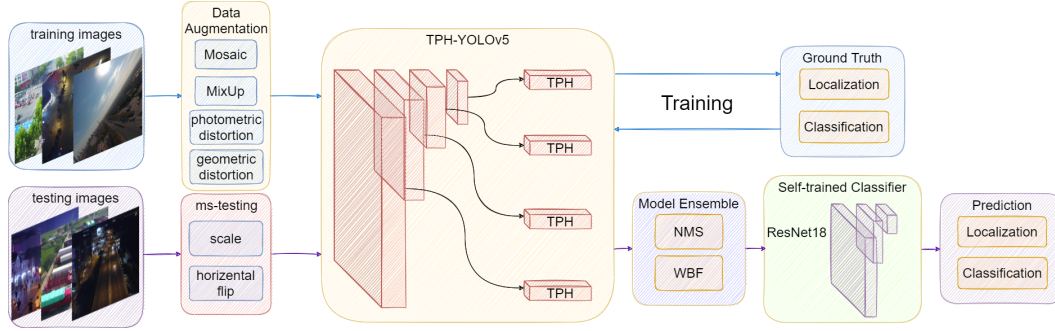 training images
Data
Augmentation
Mosaic
MixUp
photometric
distortion
geometric
distortion
TPH-YOLOv5
TPH
TPH
TPH
TPH
Training
Ground Truth
Localization
Classification
testing images
ms-testing
scale
horizental
flip
Model Ensemble
NMS
WBF
Self-trained Classifier
ResNet18
Prediction
Localization
Classification